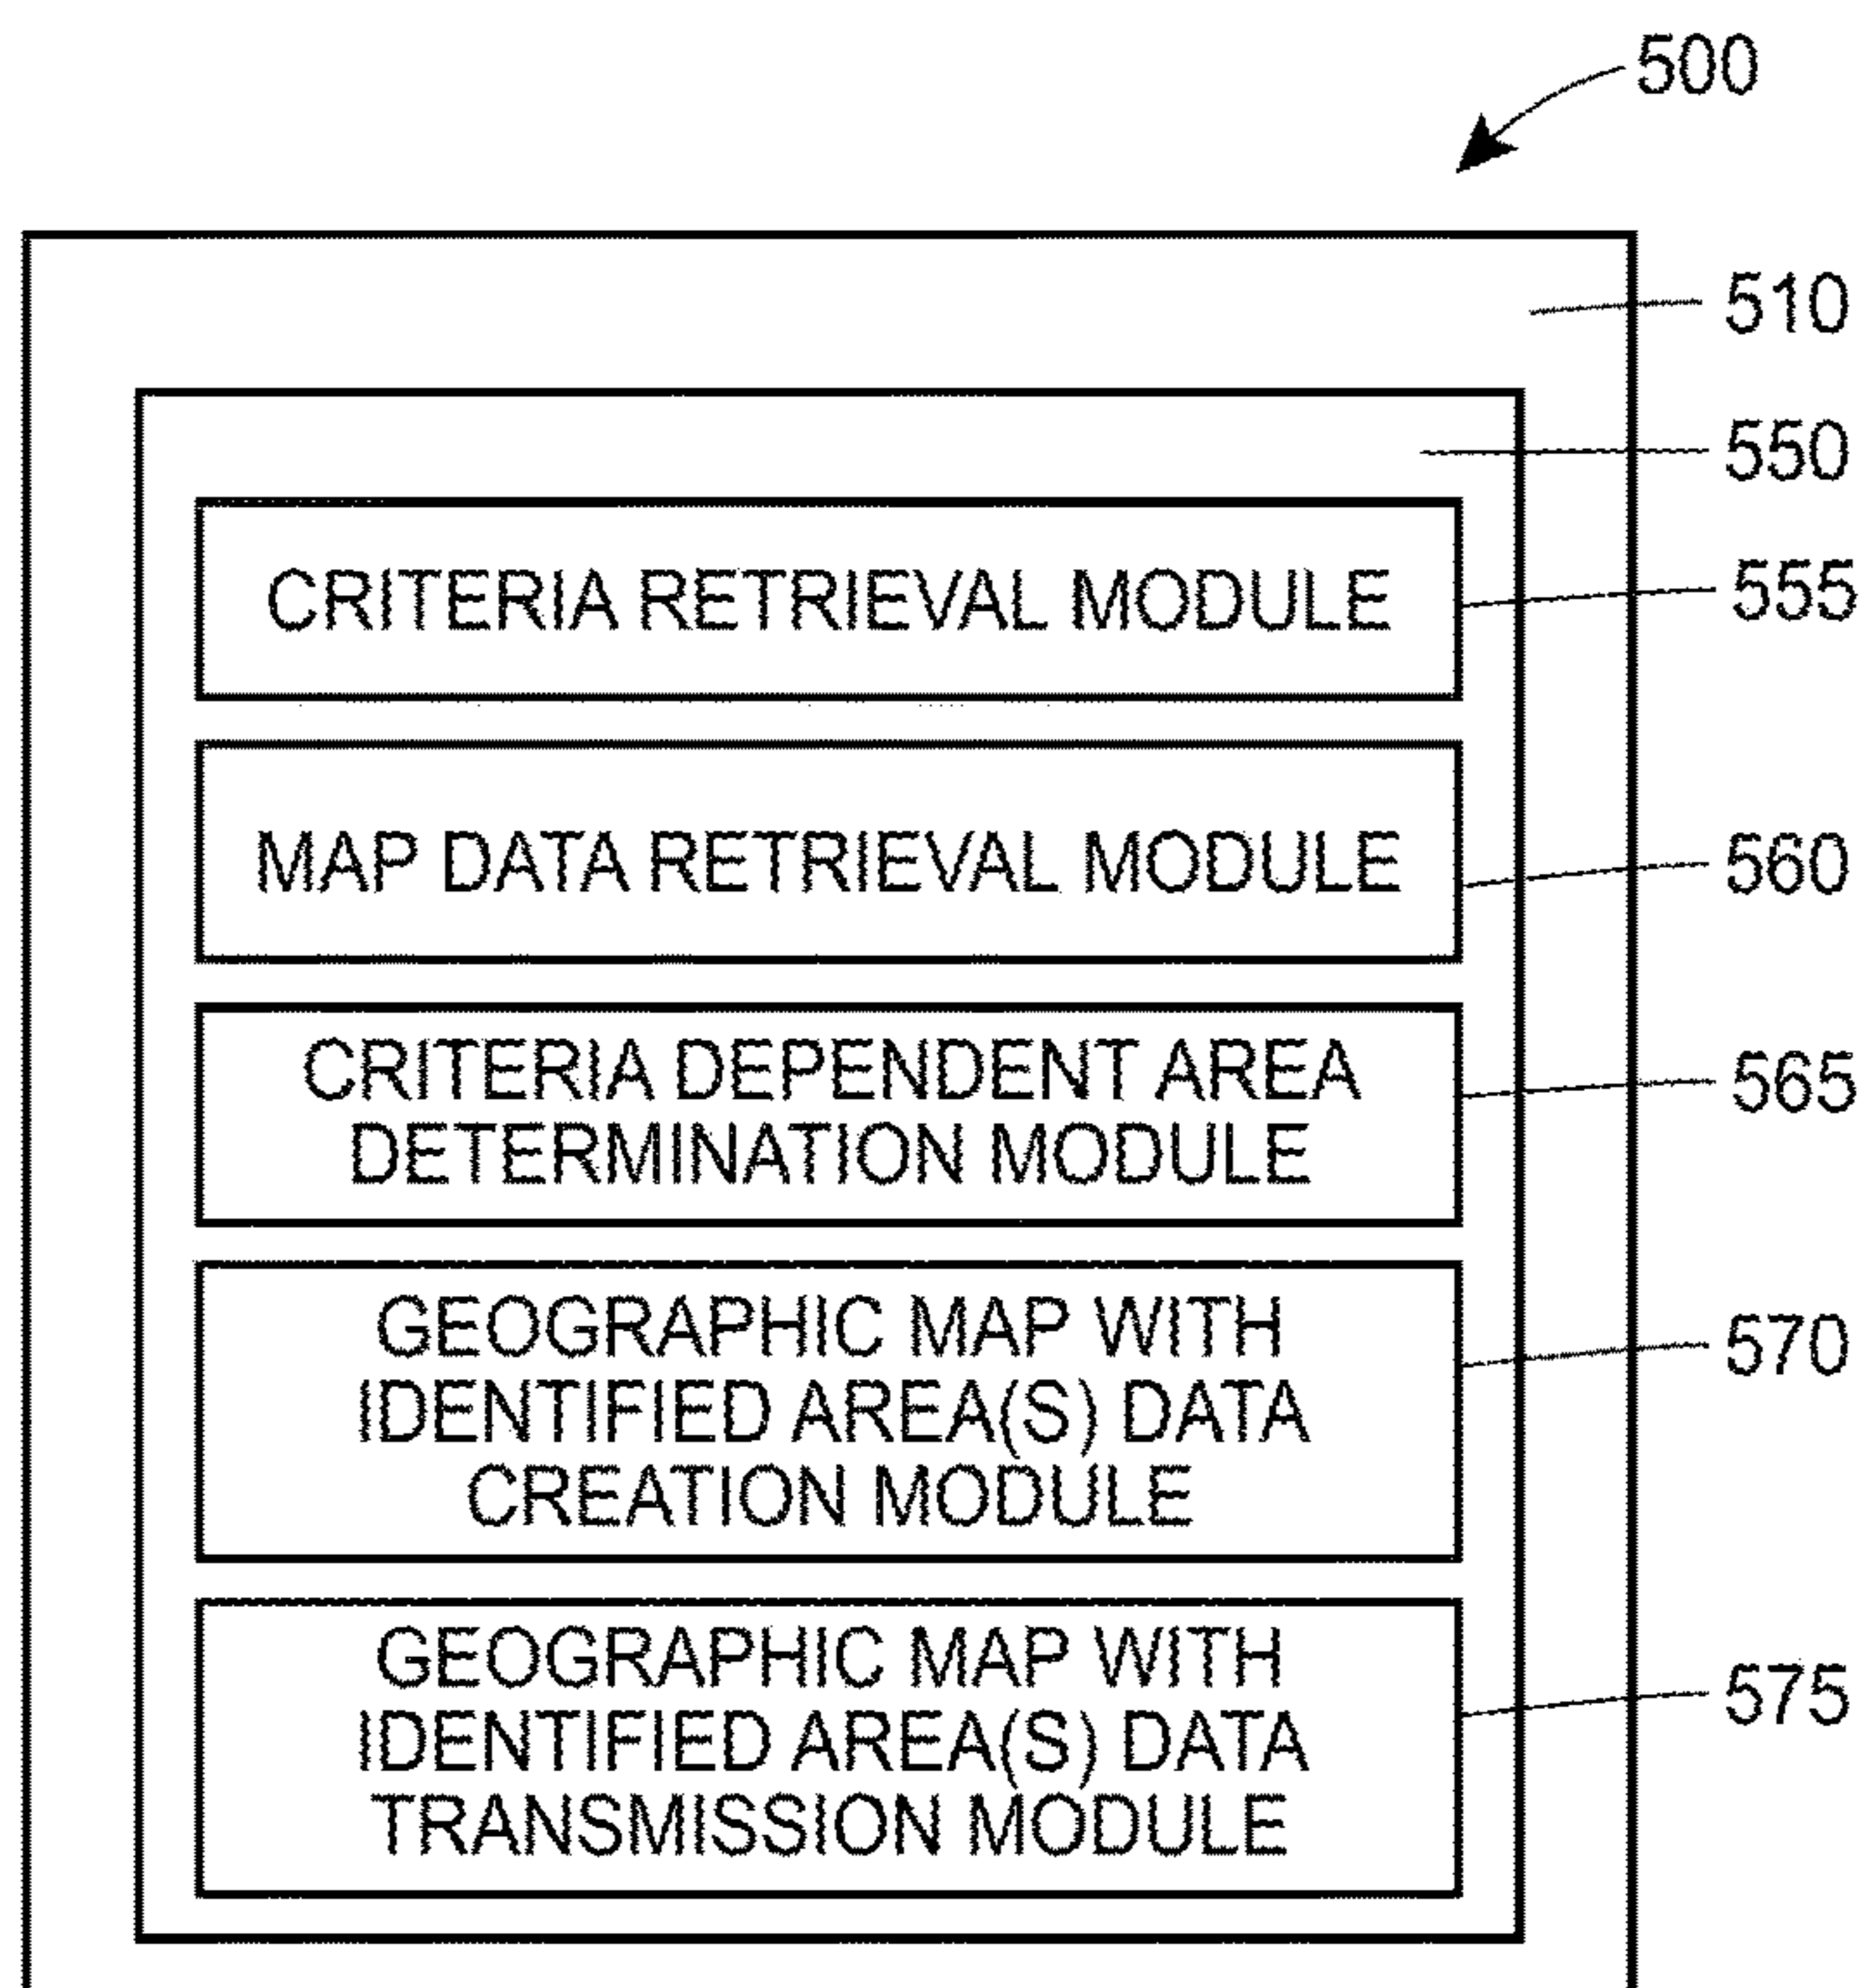 500
510
550
CRITERIA RETRIEVAL MODULE
555
MAP DATA RETRIEVAL MODULE
560
CRITERIA DEPENDENT AREA
DETERMINATION MODULE
565
GEOGRAPHIC MAP WITH
IDENTIFIED AREA(S) DATA
CREATION MODULE
570
GEOGRAPHIC MAP WITH
IDENTIFIED AREA(S) DATA
TRANSMISSION MODULE
575